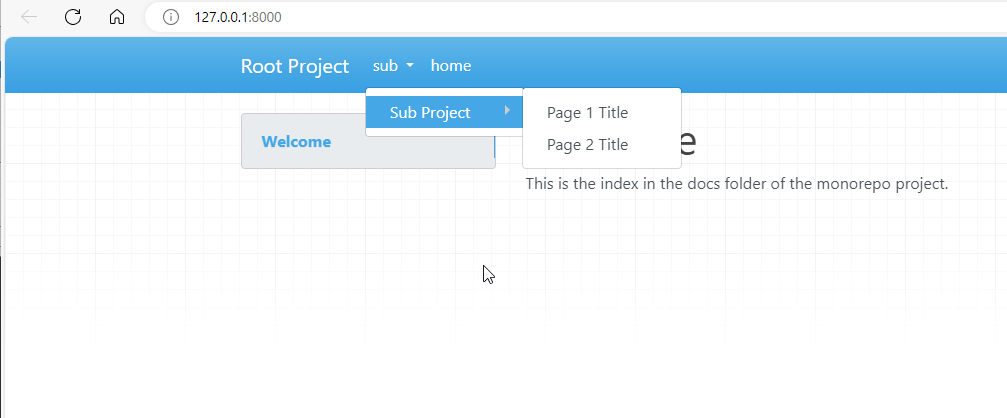 127.0.0.1:8000
Root Project sub home
Sub Project Page 1 Title
Page 2 Title
Welcome
This is the index in the docs folder of the monorepo project.